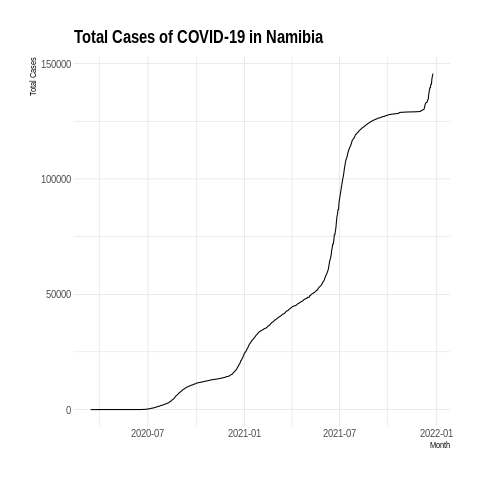 Total Cases of COVID-19 in Namibia
Total Cases
150000
100000
50000
0
2020-07 2021-01 2021-07 2022-01
Month